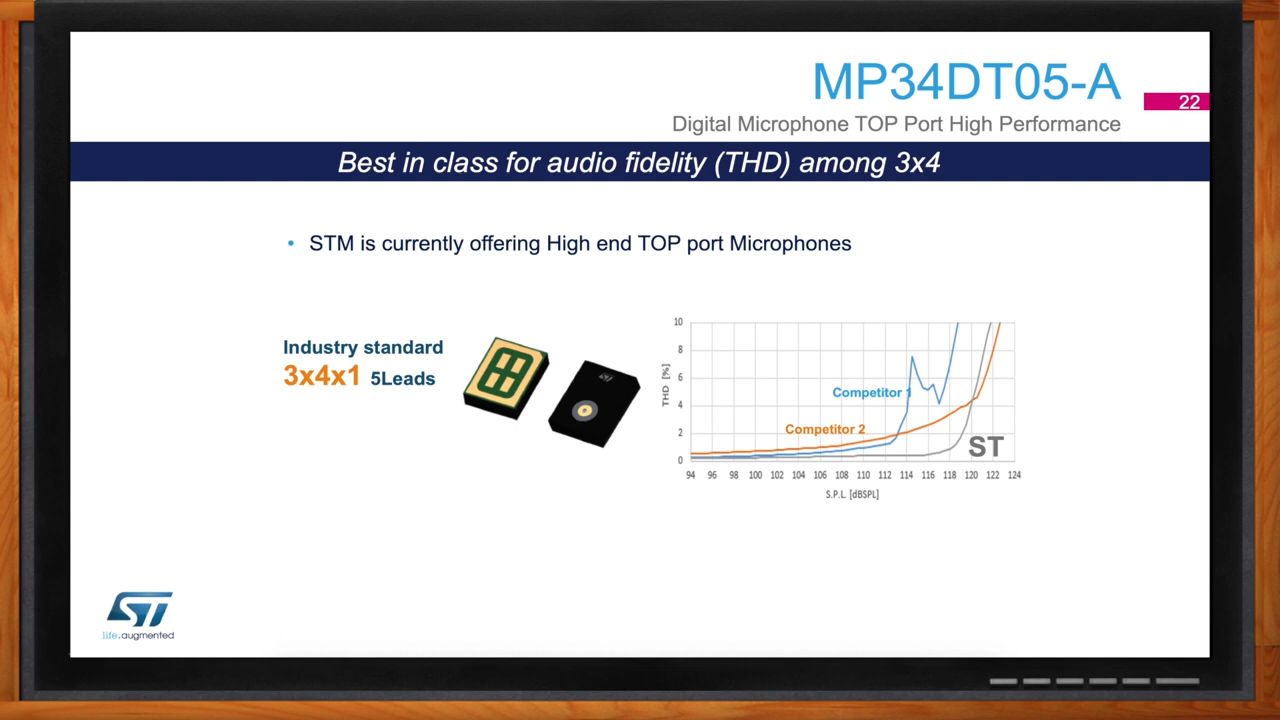 MP34DT05-A
22
Digital Microphone TOP Port High Performance
Best in class for audio fidelity (THD) among 3x4
• STM is currently offering High end TOP port Microphones
Industry standard
3x4x1 5Leads
ST
10
8
6
4
2
0
THD [%]
Competitor 1
Competitor 2
ST
94 96 98 100 102 104 106 108 110 112 114 116 118 120 122 124
S.P.L. [dBSPL]
ST
life.augmented